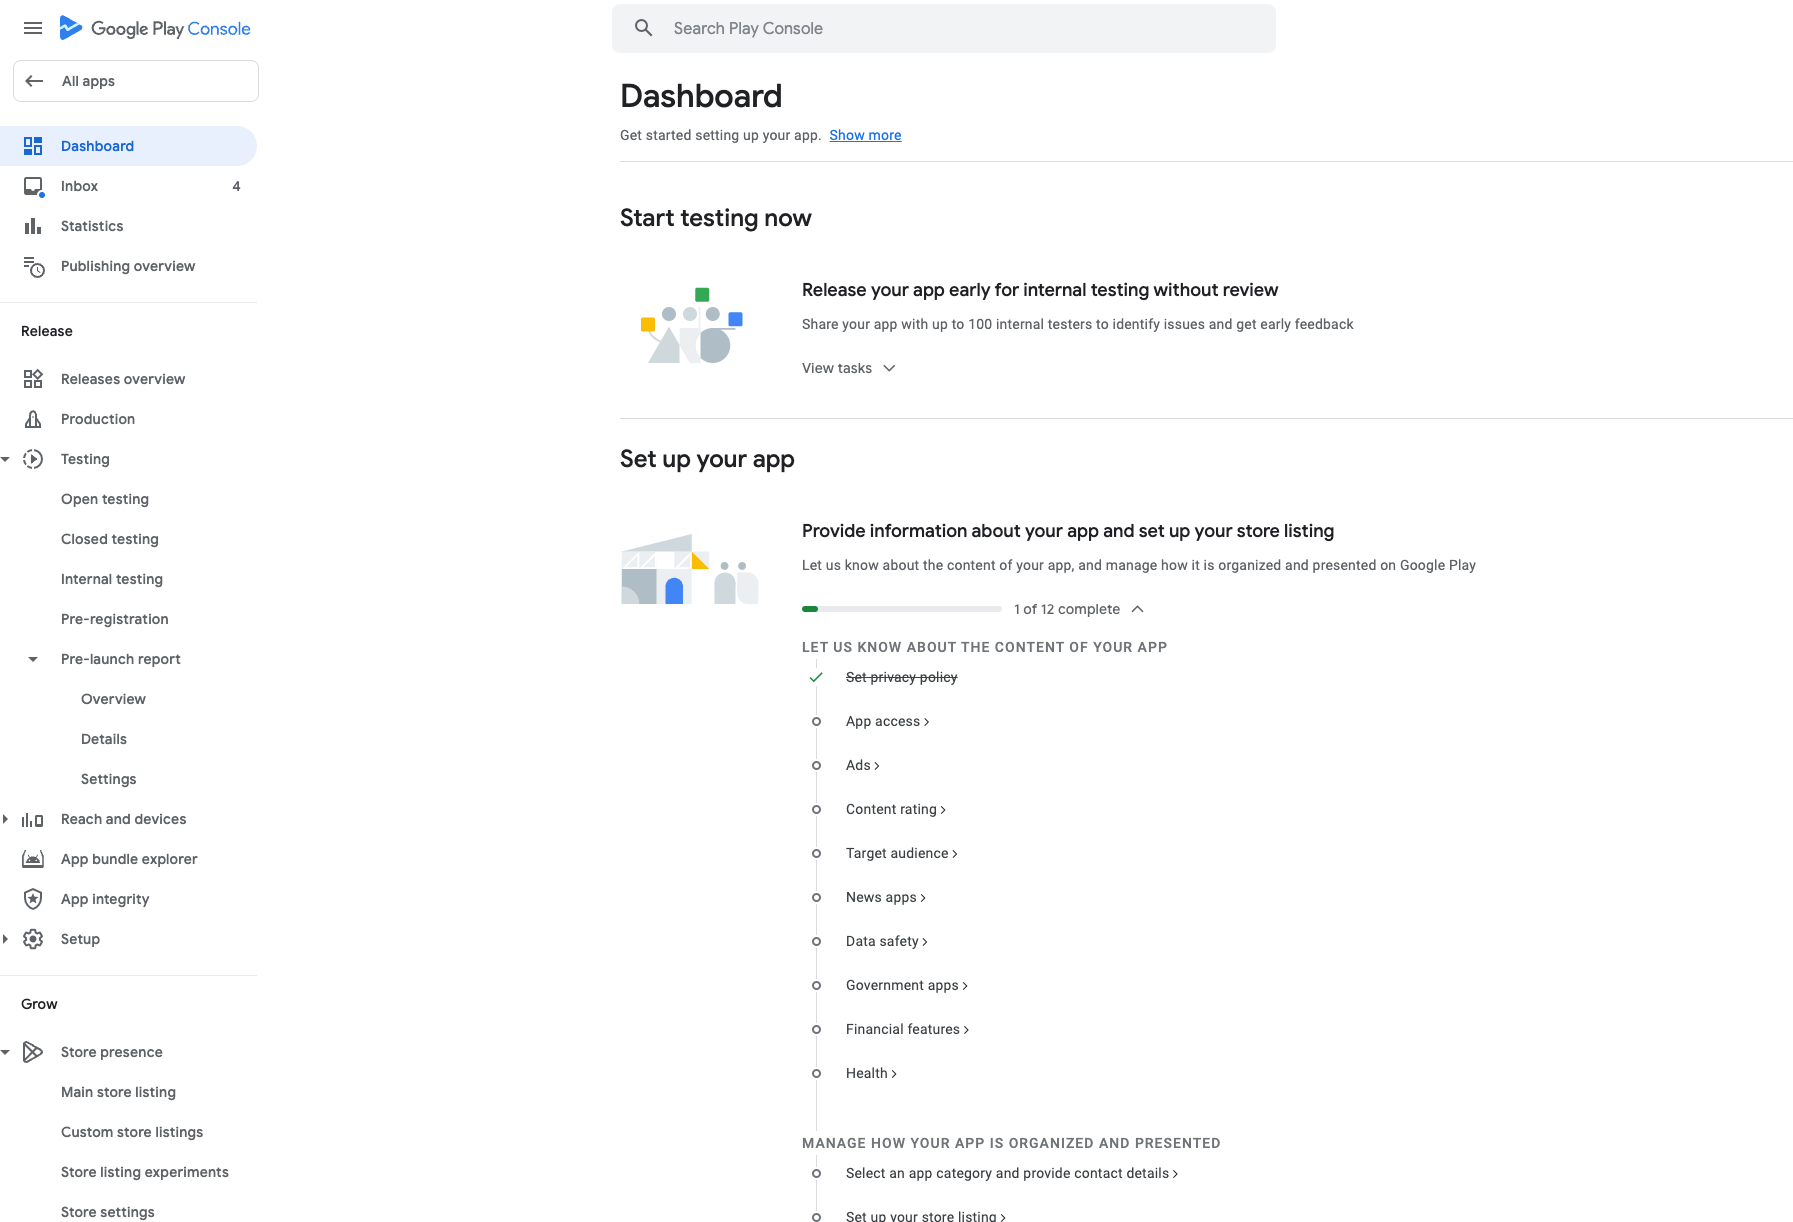 Google Play Console
Search Play Console
All apps
Dashboard
Inbox 4
Statistics
Publishing overview
Release
Releases overview
Production
Testing
Open testing
Closed testing
Internal testing
Pre-registration
Pre-launch report
Overview
Details
Settings
Reach and devices
App bundle explorer
App integrity
Setup
Grow
Store presence
Main store listing
Custom store listings
Store listing experiments
Store settings
Dashboard
Get started setting up your app. Show more
Start testing now
Release your app early for internal testing without review
Share your app with up to 100 internal testers to identify issues and get early feedback
View tasks
Set up your app
Provide information about your app and set up your store listing
Let us know about the content of your app, and manage how it is organized and presented on Google Play
1 of 12 complete
LET US KNOW ABOUT THE CONTENT OF YOUR APP
Set privacy policy
App access
Ads
Content rating
Target audience
News apps
Data safety
Government apps
Financial features
Health
MANAGE HOW YOUR APP IS ORGANIZED AND PRESENTED
Select an app category and provide contact details
Set up your store listing